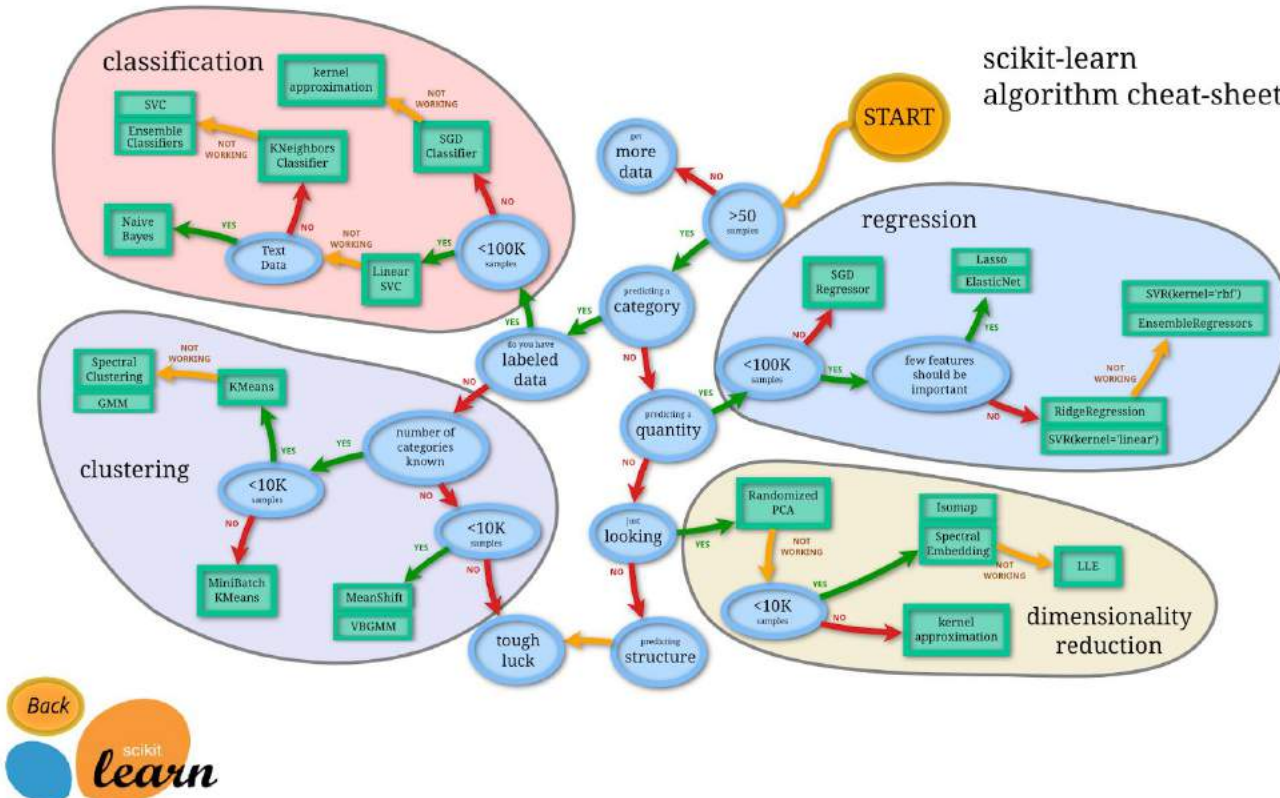 scikit-learn
algorithm cheat-sheet
START
get
more
data
NO
>50
samples
YES
predicting a
category
YES
NO
do you have
labeled
data
YES
NO
predicting a
quantity
YES
NO
just
looking
YES
NO
predicting
structure
tough
luck
classification
kernel
approximation
NOT
WORKING
SVC
Ensemble
Classifiers
NOT
WORKING
KNeighbors
Classifier
SGD
Classifier
NO
Naive
Bayes
YES
NO
Text
Data
NOT
WORKING
Linear
SVC
YES
<100K
samples
regression
SGD
Regressor
Lasso
ElasticNet
SVR(kernel='rbf')
EnsembleRegressors
NO
YES
<100K
samples
YES
few features
should be
important
NOT
WORKING
NO
RidgeRegression
SVR(kernel='linear')
clustering
Spectral
Clustering
GMM
NOT
WORKING
KMeans
YES
number of
categories
known
YES
NO
<10K
samples
NO
<10K
samples
YES
NO
MiniBatch
KMeans
MeanShift
VBGMM
Randomized
PCA
NOT
WORKING
Isomap
Spectral
Embedding
NOT
WORKING
LLE
YES
<10K
samples
NO
kernel
approximation
dimensionality
reduction
Back
scikit
learn